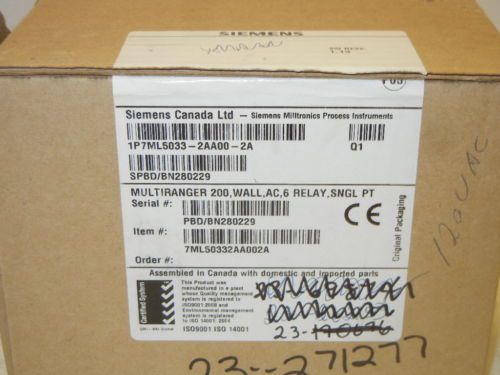 SIEMENS
Siemens Canada Ltd — Siemens Milltronics Process Instruments
1P7ML5033-2AA00-2A
Q1
SPBD/BN280229
MULTIRANGER 200,WALL,AC,6 RELAY,SNGL PT
Serial #:
PBD/BN280229
Item #:
7ML50332AA002A
Order #:
CE
Original Packaging
120VAC
Assembled in Canada with domestic and imported parts
Certified System
This Product was
manufactured in a plant
whose Quality management
system is registered to
ISO9001:2000 and
Environmental management
system is registered
to ISO 14001: 2004
ISO9001 ISO 14001
23-
23--271277